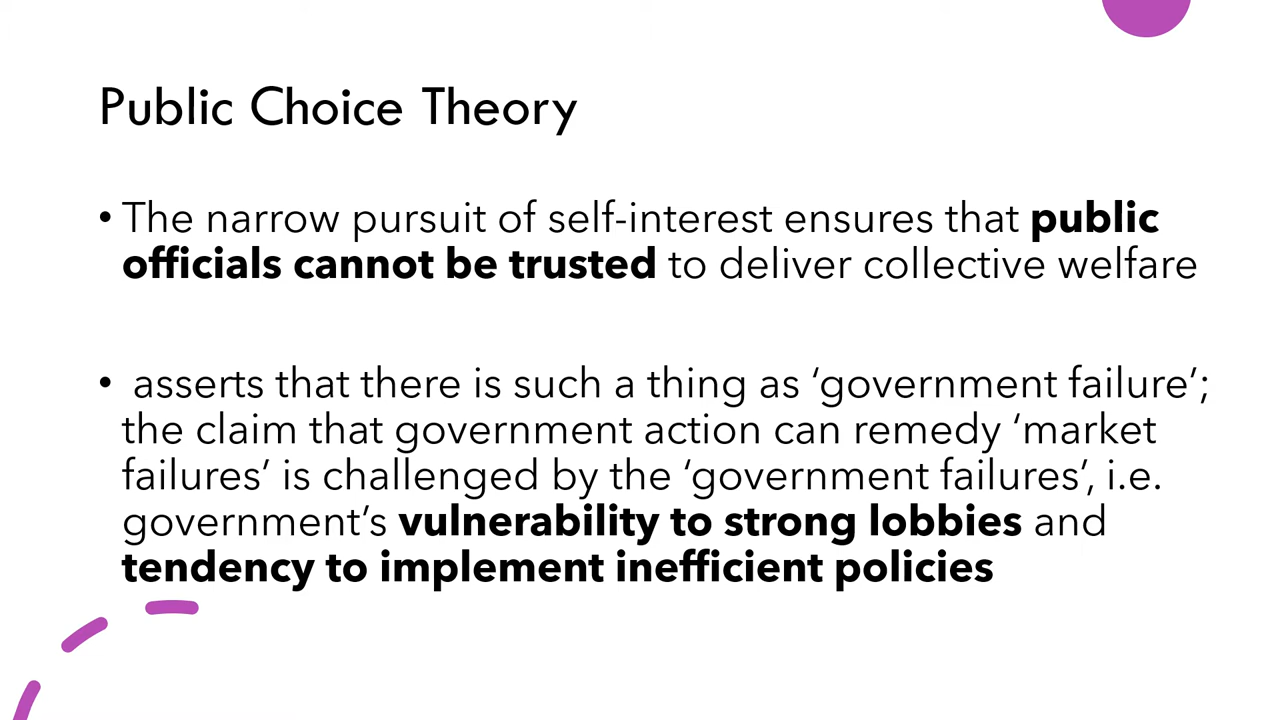 Public Choice Theory
• The narrow pursuit of self-interest ensures that public
officials cannot be trusted to deliver collective welfare
• asserts that there is such a thing as ‘government failure’;
the claim that government action can remedy ‘market
failures’ is challenged by the ‘government failures’, i.e.
government’s vulnerability to strong lobbies and
tendency to implement inefficient policies